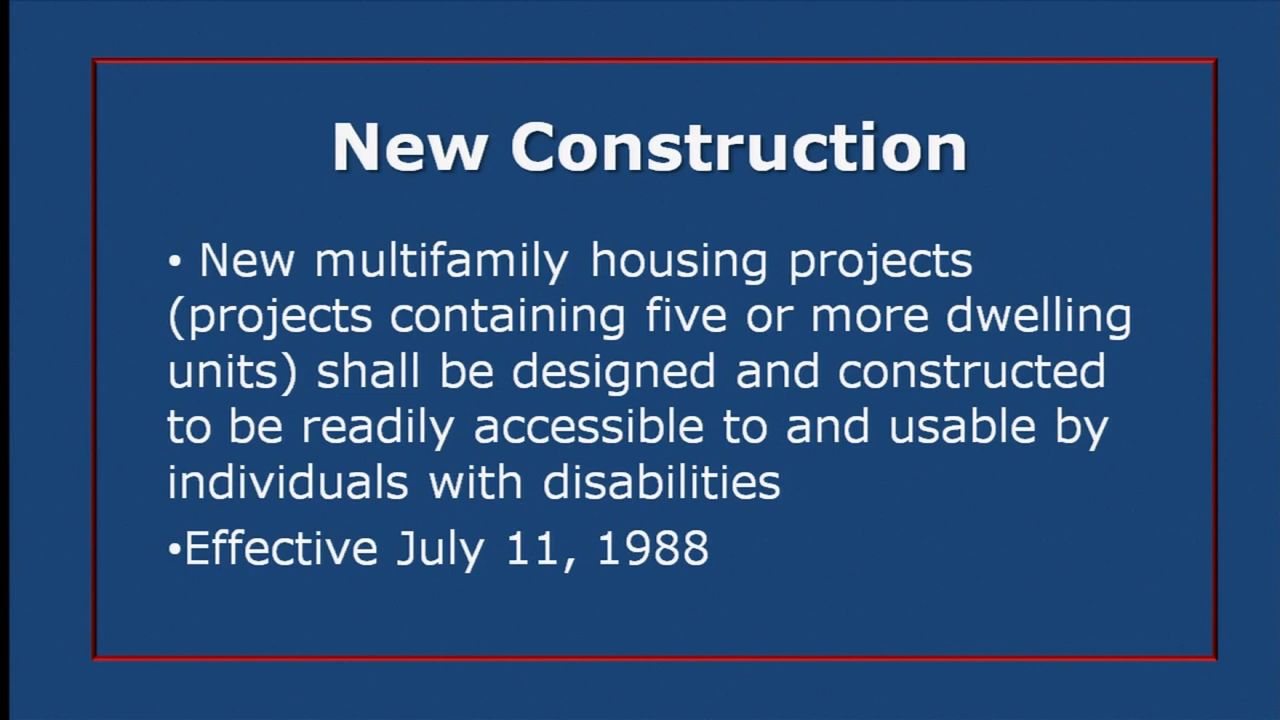 New Construction
• New multifamily housing projects
(projects containing five or more dwelling
units) shall be designed and constructed
to be readily accessible to and usable by
individuals with disabilities
•Effective July 11, 1988